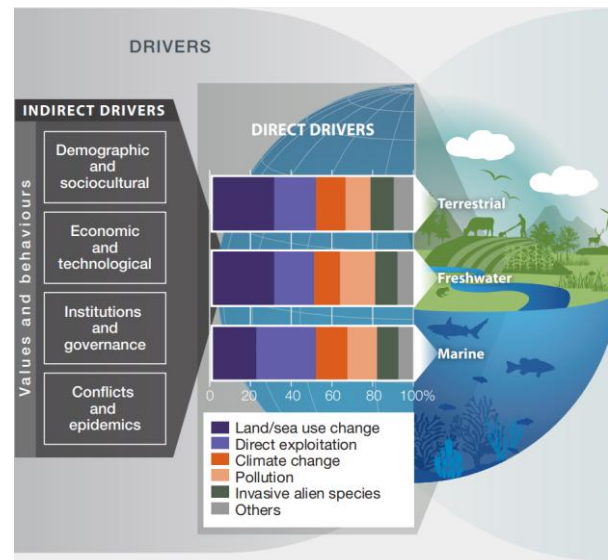 DRIVERS
INDIRECT DRIVERS
Values and behaviours
Demographic
and
sociocultural
Economic
and
technological
Institutions
and
governance
Conflicts
and
epidemics
DIRECT DRIVERS
Terrestrial
Freshwater
Marine
0 20 40 60 80 100%
Land/sea use change
Direct exploitation
Climate change
Pollution
Invasive alien species
Others